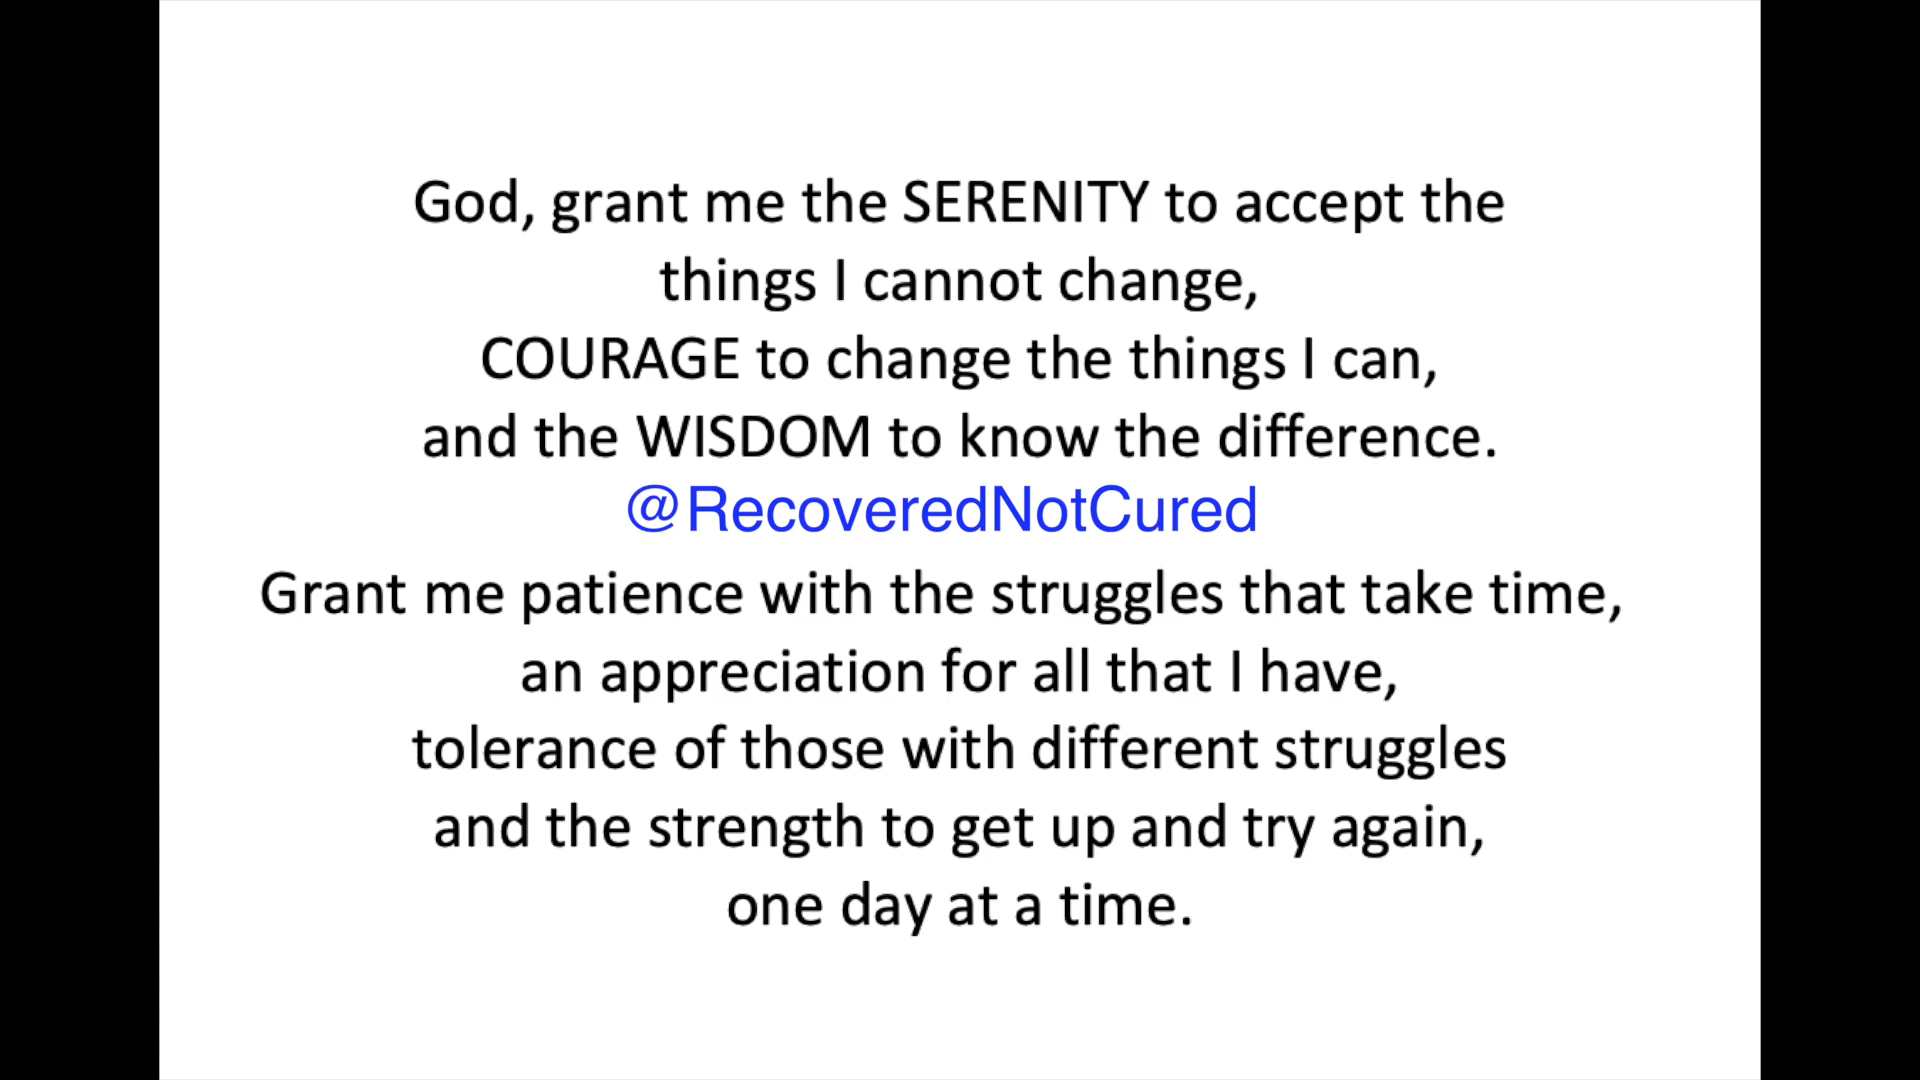 God, grant me the SERENITY to accept the
things I cannot change,
COURAGE to change the things I can,
and the WISDOM to know the difference.
@RecoveredNotCured
Grant me patience with the struggles that take time,
an appreciation for all that I have,
tolerance of those with different struggles
and the strength to get up and try again,
one day at a time.